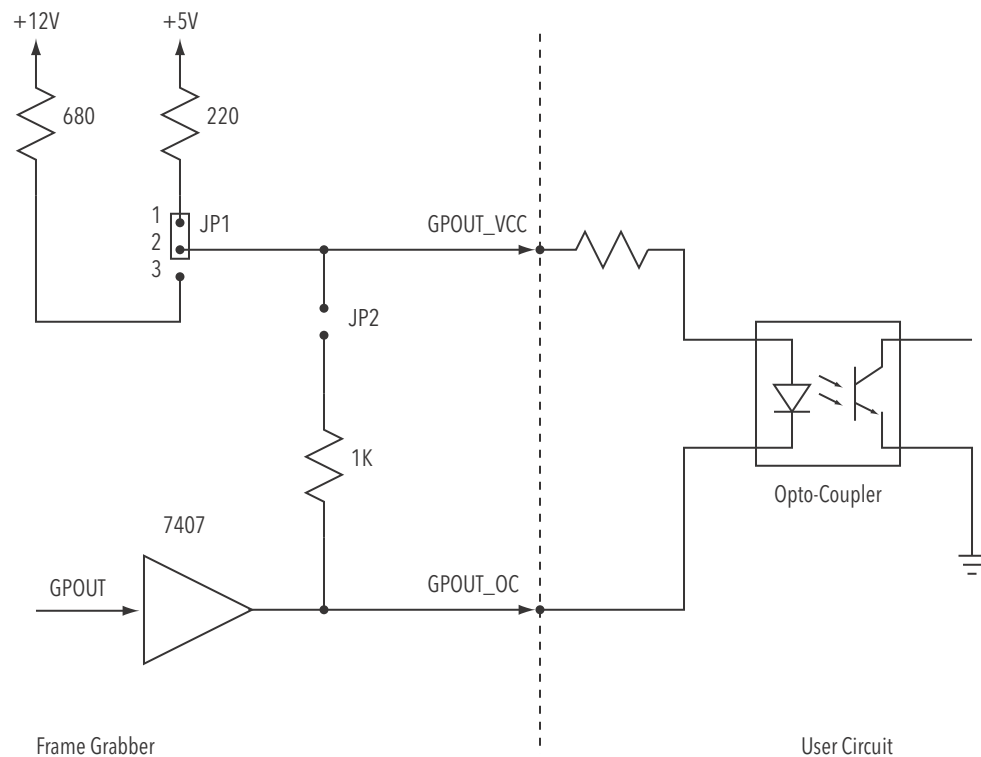 +12V
+5V
680
220
1
JP1
2
3
GPOUT_VCC
JP2
1K
Opto-Coupler
7407
GPOUT
GPOUT_OC
Frame Grabber
User Circuit